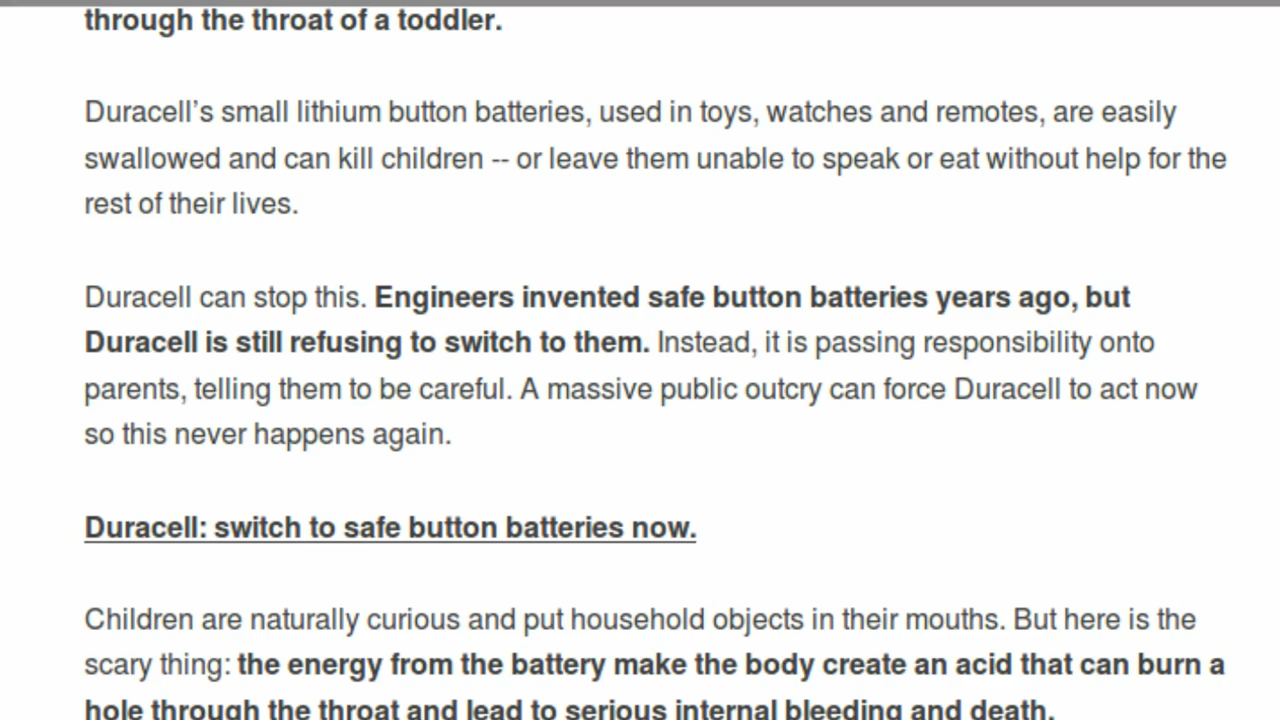 through the throat of a toddler.
Duracell’s small lithium button batteries, used in toys, watches and remotes, are easily
swallowed and can kill children -- or leave them unable to speak or eat without help for the
rest of their lives.
Duracell can stop this. Engineers invented safe button batteries years ago, but
Duracell is still refusing to switch to them. Instead, it is passing responsibility onto
parents, telling them to be careful. A massive public outcry can force Duracell to act now
so this never happens again.
Duracell: switch to safe button batteries now.
Children are naturally curious and put household objects in their mouths. But here is the
scary thing: the energy from the battery make the body create an acid that can burn a
hole through the throat and lead to serious internal bleeding and death.